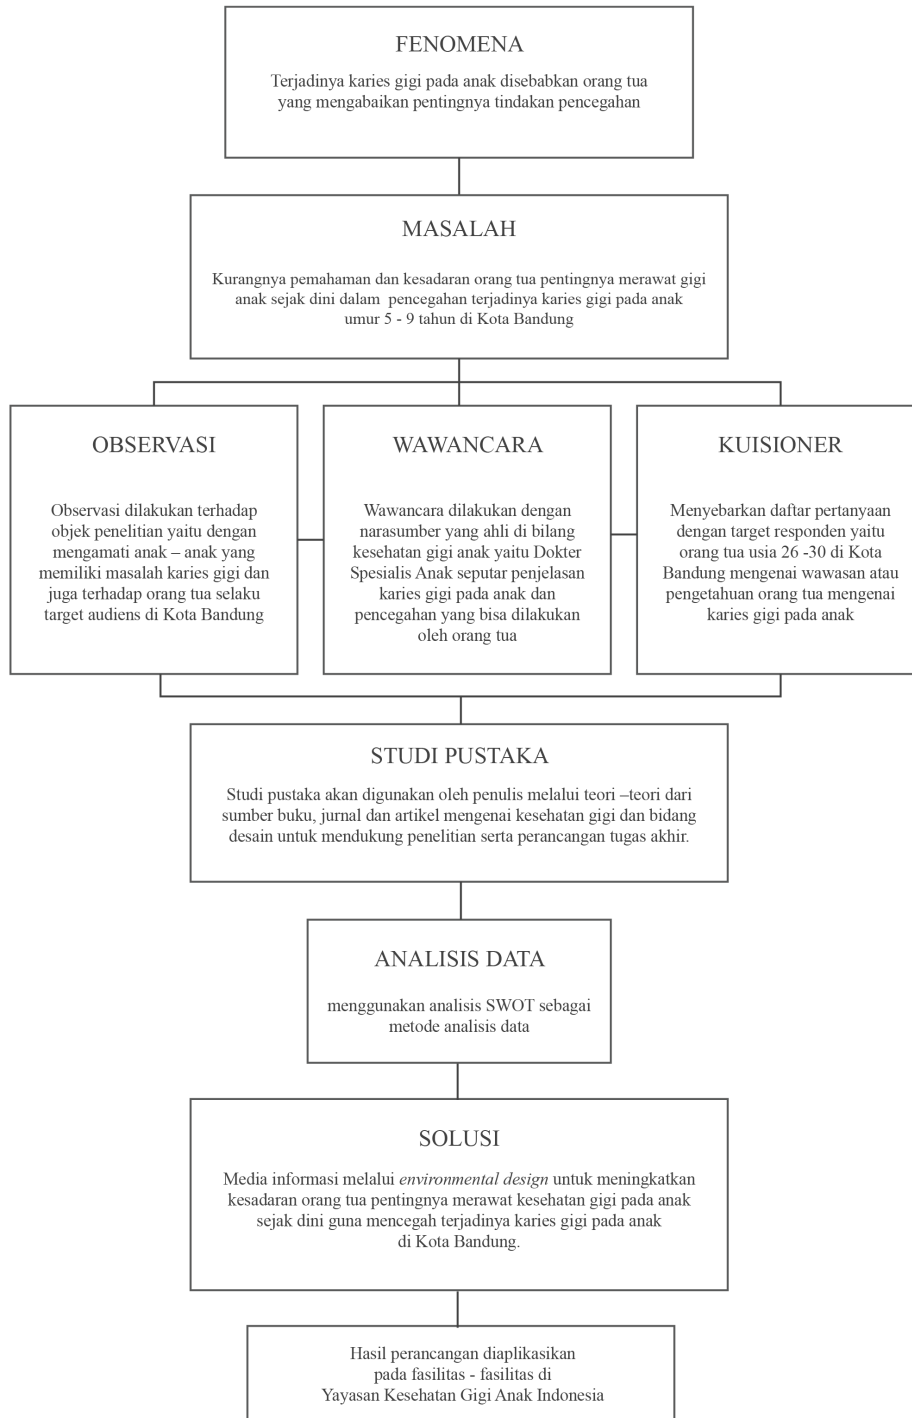 FENOMENA
Terjadinya karies gigi pada anak disebabkan orang tua
yang mengabaikan pentingnya tindakan pencegahan
MASALAH
Kurangnya pemahaman dan kesadaran orang tua pentingnya merawat gigi
anak sejak dini dalam pencegahan terjadinya karies gigi pada anak
umur 5 - 9 tahun di Kota Bandung
OBSERVASI
Observasi dilakukan terhadap
objek penelitian yaitu dengan
mengamati anak – anak yang
memiliki masalah karies gigi dan
juga terhadap orang tua selaku
target audiens di Kota Bandung
WAWANCARA
Wawancara dilakukan dengan
narasumber yang ahli di bilang
kesehatan gigi anak yaitu Dokter
Spesialis Anak seputar penjelasan
karies gigi pada anak dan
pencegahan yang bisa dilakukan
oleh orang tua
KUISIONER
Menyebarkan daftar pertanyaan
dengan target responden yaitu
orang tua usia 26 -30 di Kota
Bandung mengenai wawasan atau
pengetahuan orang tua mengenai
karies gigi pada anak
STUDI PUSTAKA
Studi pustaka akan digunakan oleh penulis melalui teori –teori dari
sumber buku, jurnal dan artikel mengenai kesehatan gigi dan bidang
desain untuk mendukung penelitian serta perancangan tugas akhir.
ANALISIS DATA
menggunakan analisis SWOT sebagai
metode analisis data
SOLUSI
Media informasi melalui environmental design untuk meningkatkan
kesadaran orang tua pentingnya merawat kesehatan gigi pada anak
sejak dini guna mencegah terjadinya karies gigi pada anak
di Kota Bandung.
Hasil perancangan diaplikasikan
pada fasilitas - fasilitas di
Yayasan Kesehatan Gigi Anak Indonesia